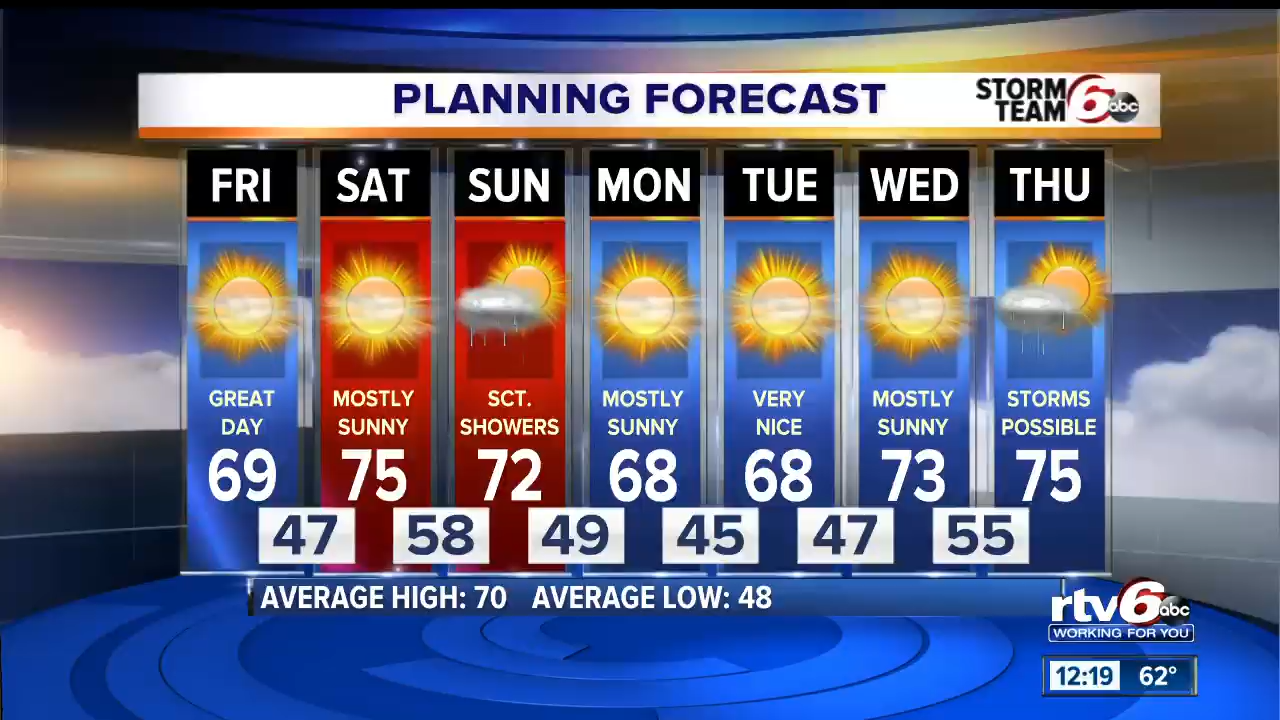 PLANNING FORECAST
STORM
TEAM 6 abc
FRI SAT SUN MON TUE WED THU
GREAT DAY
MOSTLY SUNNY
SCT. SHOWERS
MOSTLY SUNNY
VERY NICE
MOSTLY SUNNY
STORMS POSSIBLE
69 75 72 68 68 73 75
47 58 49 45 47 55
AVERAGE HIGH: 70 AVERAGE LOW: 48
rtv6 abc
WORKING FOR YOU
12:19 62°